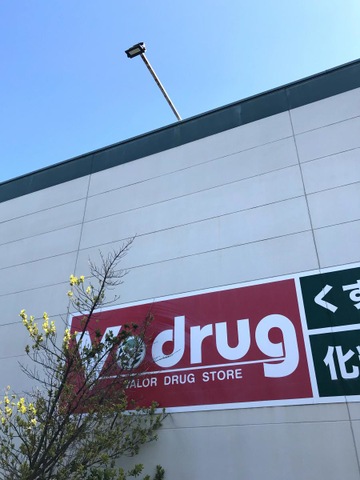 V・drug
VALOR DRUG STORE
くす
化